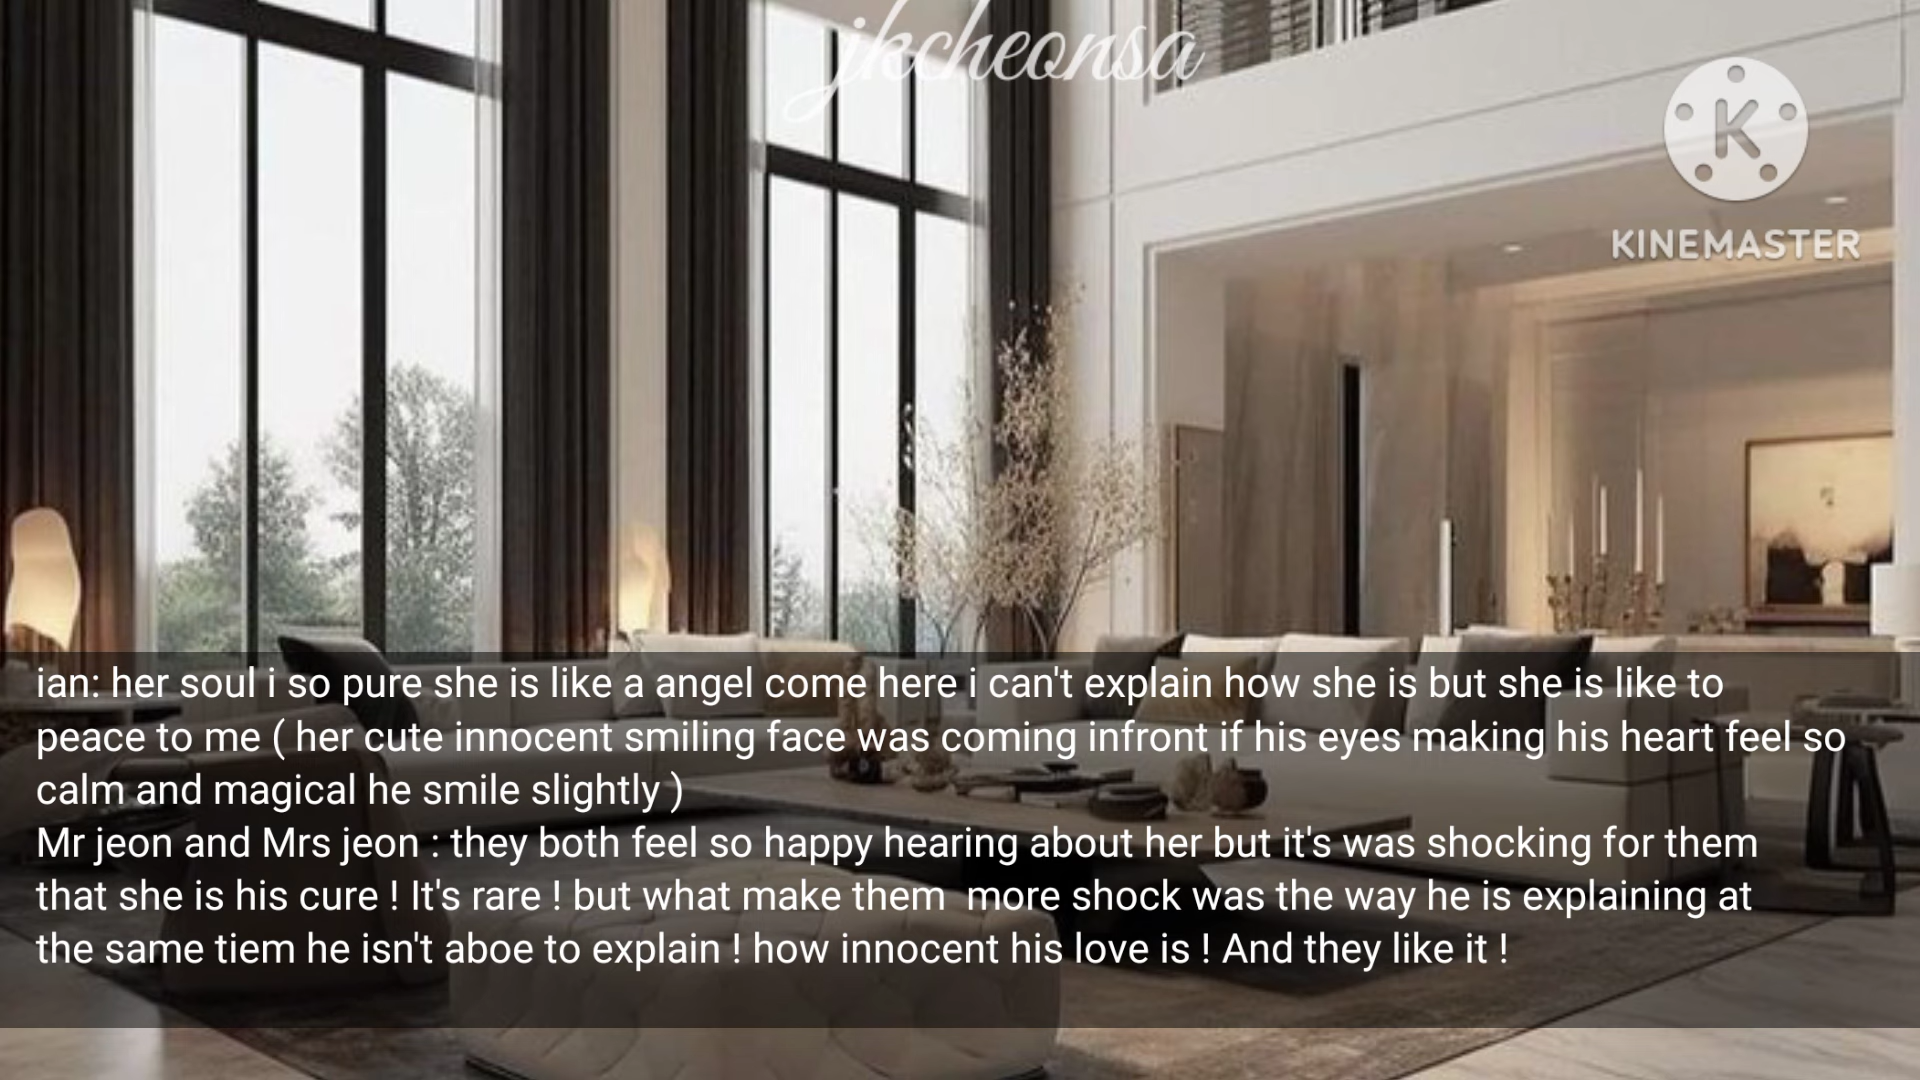 jkcheonsa
K
KINEMASTER
ian: her soul i so pure she is like a angel come here i can't explain how she is but she is like to
peace to me ( her cute innocent smiling face was coming infront if his eyes making his heart feel so
calm and magical he smile slightly )
Mr jeon and Mrs jeon : they both feel so happy hearing about her but it's was shocking for them
that she is his cure ! It's rare ! but what make them  more shock was the way he is explaining at
the same tiem he isn't aboe to explain ! how innocent his love is ! And they like it !